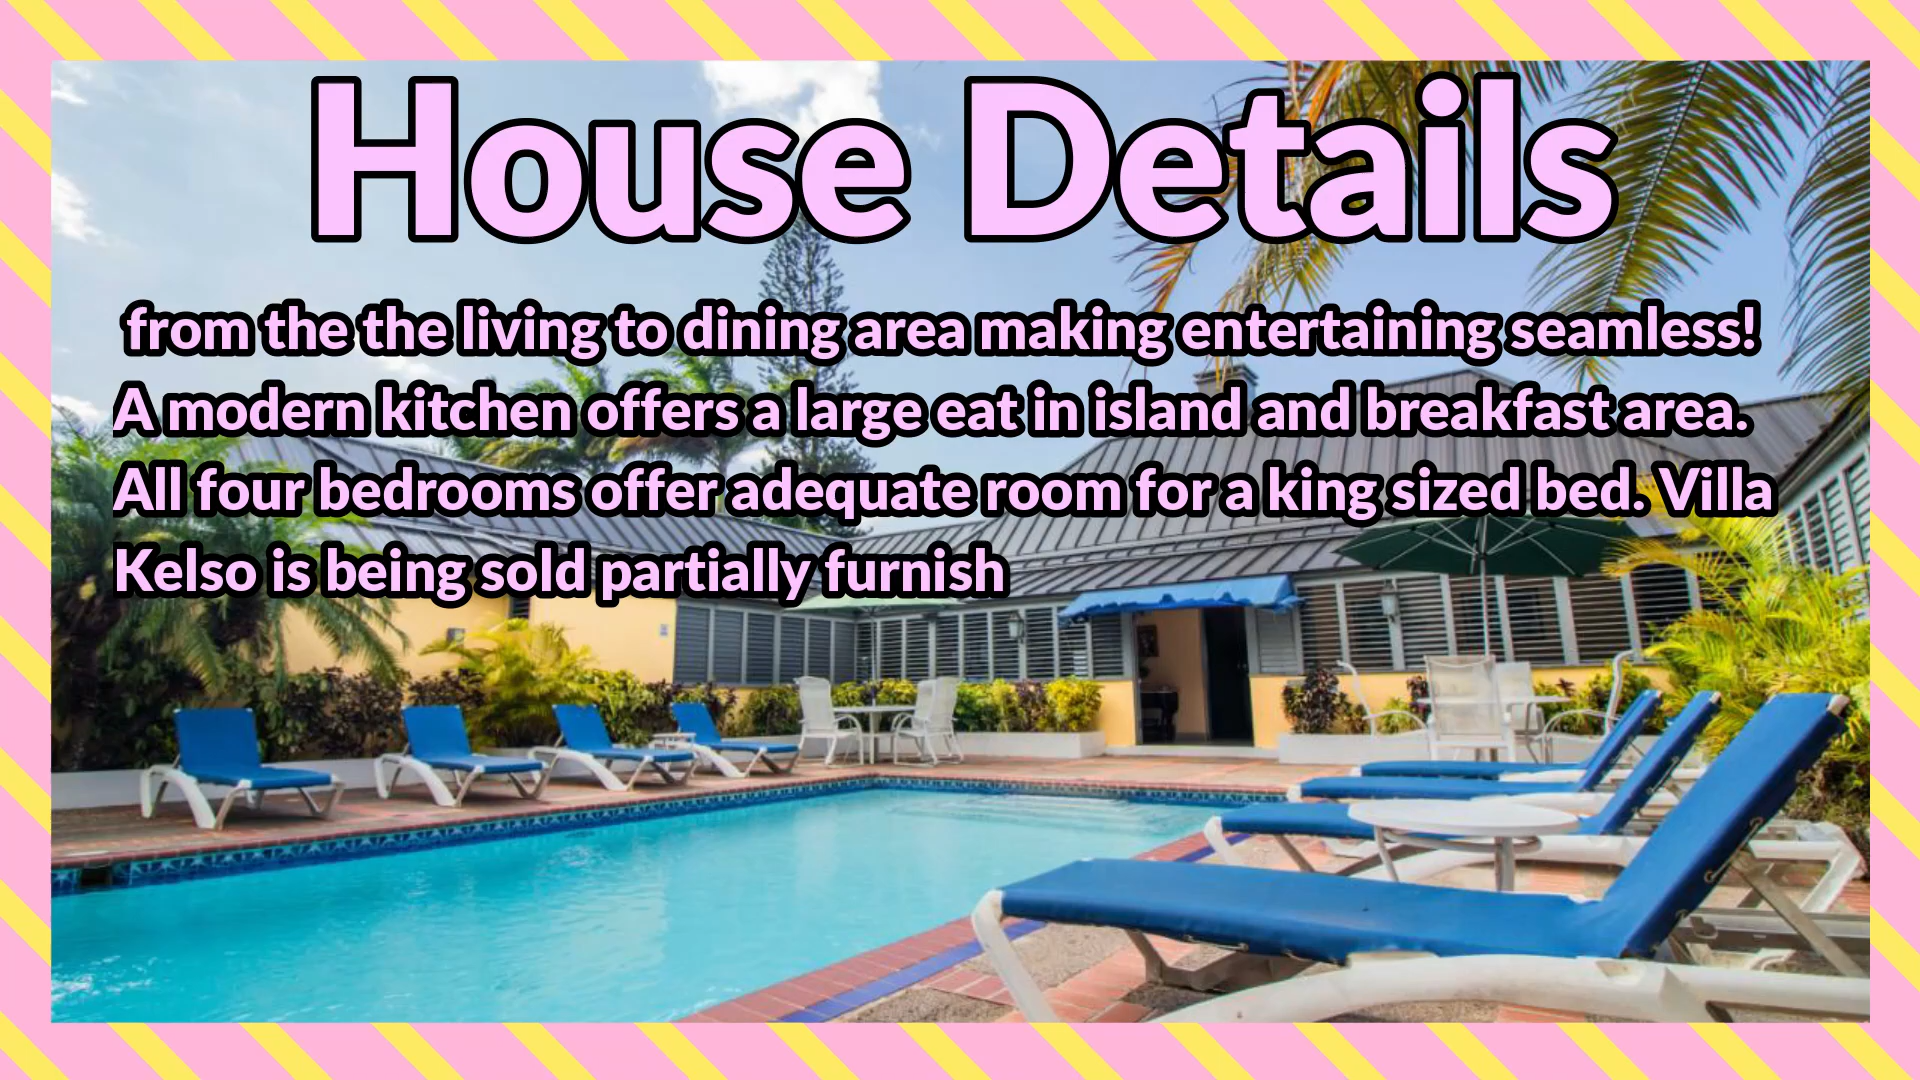 House Details
from the the living to dining area making entertaining seamless!
A modern kitchen offers a large eat in island and breakfast area.
All four bedrooms offer adequate room for a king sized bed. Villa
Kelso is being sold partially furnish